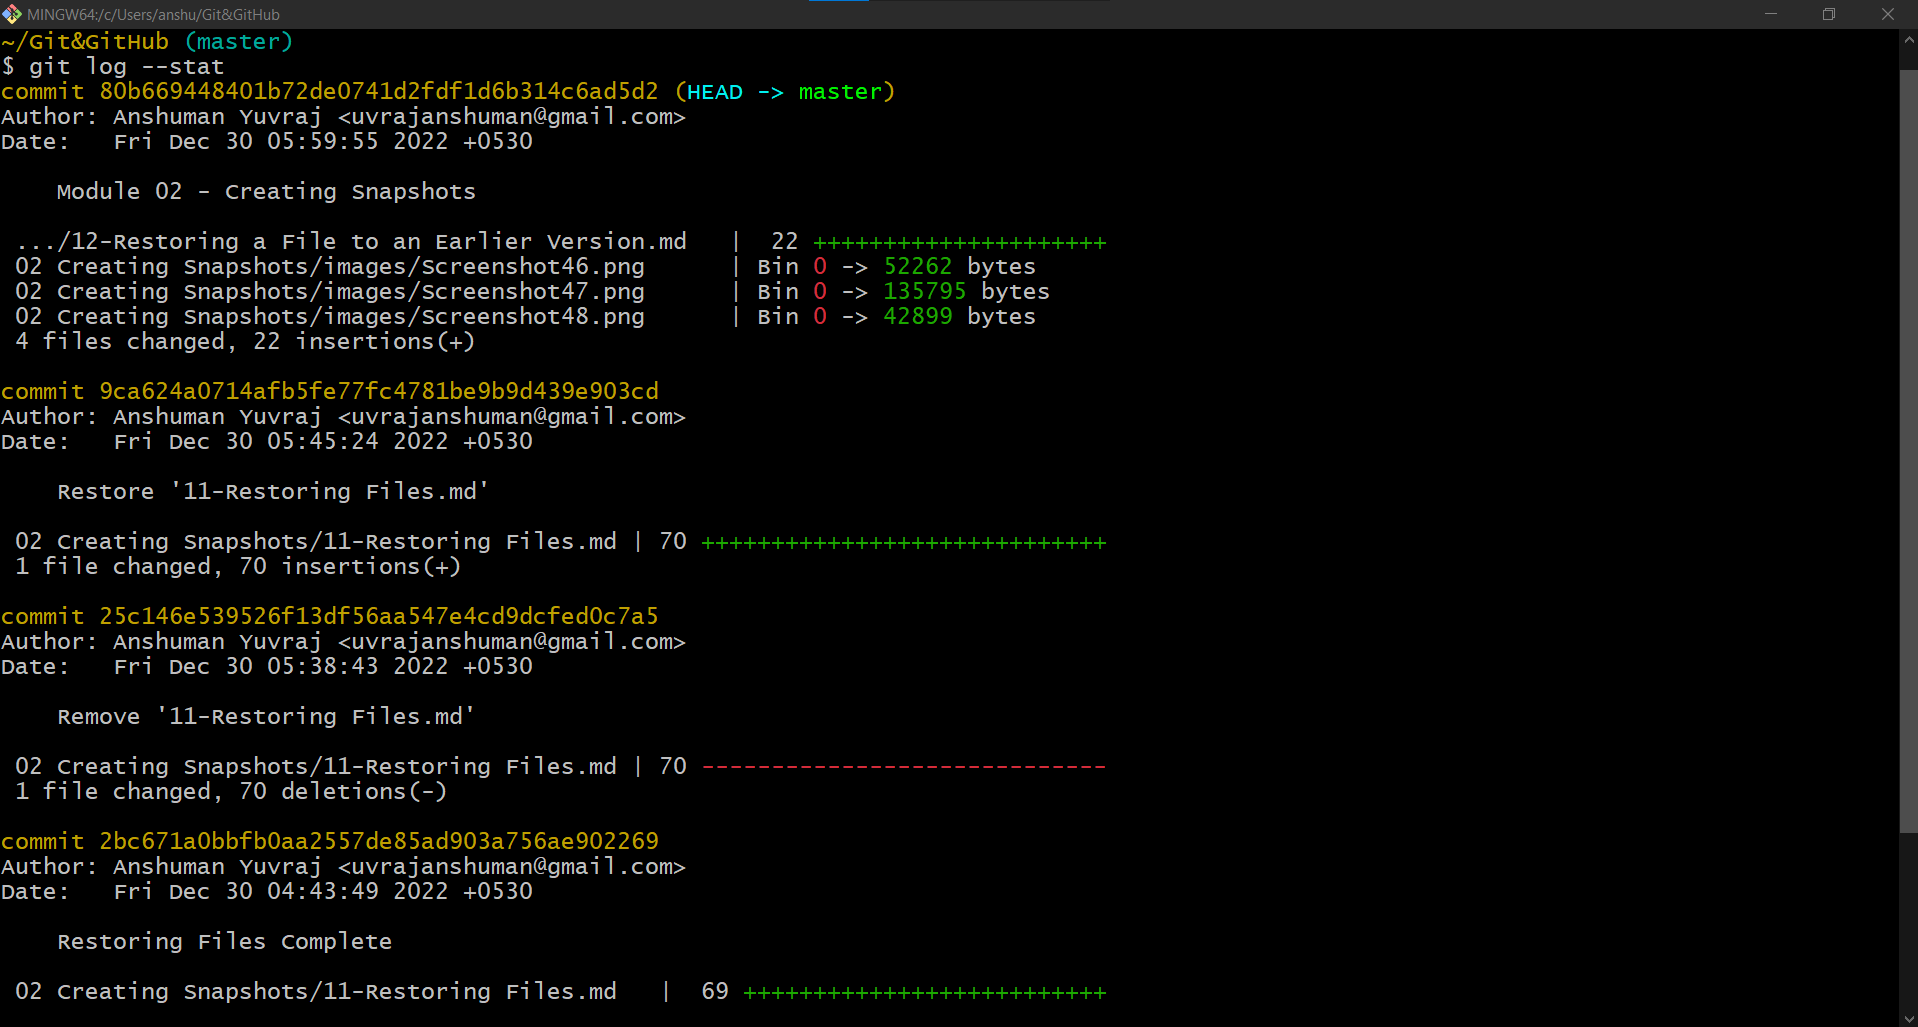 MINGW64:/c/Users/anshu/Git&GitHub
~/Git&GitHub (master)
$ git log --stat
commit 80b669448401b72de0741d2fdf1d6b314c6ad5d2 (HEAD -> master)
Author: Anshuman Yuvraj <uvrajanshuman@gmail.com>
Date:   Fri Dec 30 05:59:55 2022 +0530
    Module 02 - Creating Snapshots
 .../12-Restoring a File to an Earlier Version.md   |  22 +++++++++++++++++++++
 02 Creating Snapshots/images/Screenshot46.png      | Bin 0 -> 52262 bytes
 02 Creating Snapshots/images/Screenshot47.png      | Bin 0 -> 135795 bytes
 02 Creating Snapshots/images/Screenshot48.png      | Bin 0 -> 42899 bytes
 4 files changed, 22 insertions(+)
commit 9ca624a0714afb5fe77fc4781be9b9d439e903cd
Author: Anshuman Yuvraj <uvrajanshuman@gmail.com>
Date:   Fri Dec 30 05:45:24 2022 +0530
    Restore '11-Restoring Files.md'
 02 Creating Snapshots/11-Restoring Files.md | 70 +++++++++++++++++++++++++++++
 1 file changed, 70 insertions(+)
commit 25c146e539526f13df56aa547e4cd9dcfed0c7a5
Author: Anshuman Yuvraj <uvrajanshuman@gmail.com>
Date:   Fri Dec 30 05:38:43 2022 +0530
    Remove '11-Restoring Files.md'
 02 Creating Snapshots/11-Restoring Files.md | 70 -----------------------------
 1 file changed, 70 deletions(-)
commit 2bc671a0bbfb0aa2557de85ad903a756ae902269
Author: Anshuman Yuvraj <uvrajanshuman@gmail.com>
Date:   Fri Dec 30 04:43:49 2022 +0530
    Restoring Files Complete
 02 Creating Snapshots/11-Restoring Files.md   |  69 ++++++++++++++++++++++++++